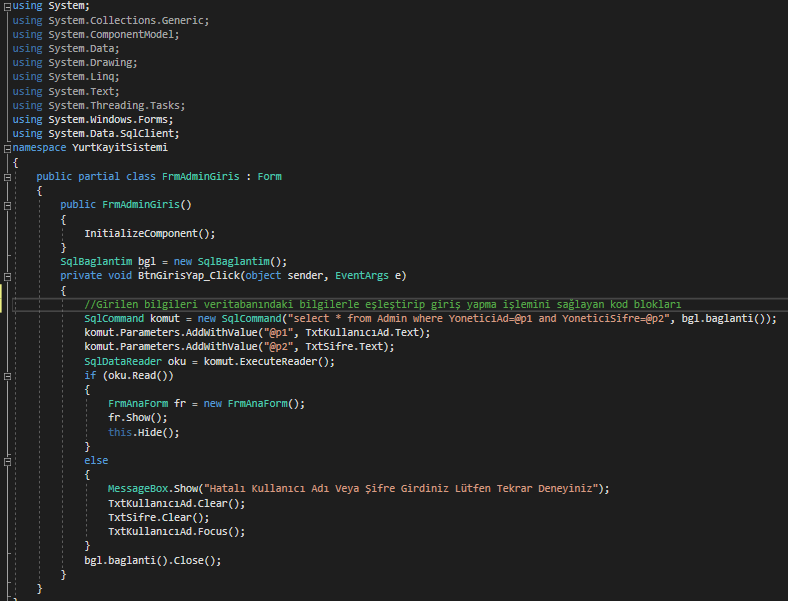 using System;
using System.Collections.Generic;
using System.ComponentModel;
using System.Data;
using System.Drawing;
using System.Linq;
using System.Text;
using System.Threading.Tasks;
using System.Windows.Forms;
using System.Data.SqlClient;
namespace YurtKayitSistemi
{
public partial class FrmAdminGiris : Form
{
public FrmAdminGiris()
{
InitializeComponent();
}
SqlBaglantim bgl = new SqlBaglantim();
private void BtnGirisYap_Click(object sender, EventArgs e)
{
//Girilen bilgileri veritabanındaki bilgilerle eşleştirip giriş yapma işlemini sağlayan kod blokları
SqlCommand komut = new SqlCommand("select * from Admin where YoneticiAd=@p1 and YoneticiSifre=@p2", bgl.baglanti());
komut.Parameters.AddWithValue("@p1", TxtKullanıcıAd.Text);
komut.Parameters.AddWithValue("@p2", TxtSifre.Text);
SqlDataReader oku = komut.ExecuteReader();
if (oku.Read())
{
FrmAnaForm fr = new FrmAnaForm();
fr.Show();
this.Hide();
}
else
{
MessageBox.Show("Hatalı Kullanıcı Adı Veya Şifre Girdiniz Lütfen Tekrar Deneyiniz");
TxtKullanıcıAd.Clear();
TxtSifre.Clear();
TxtKullanıcıAd.Focus();
}
bgl.baglanti().Close();
}
}